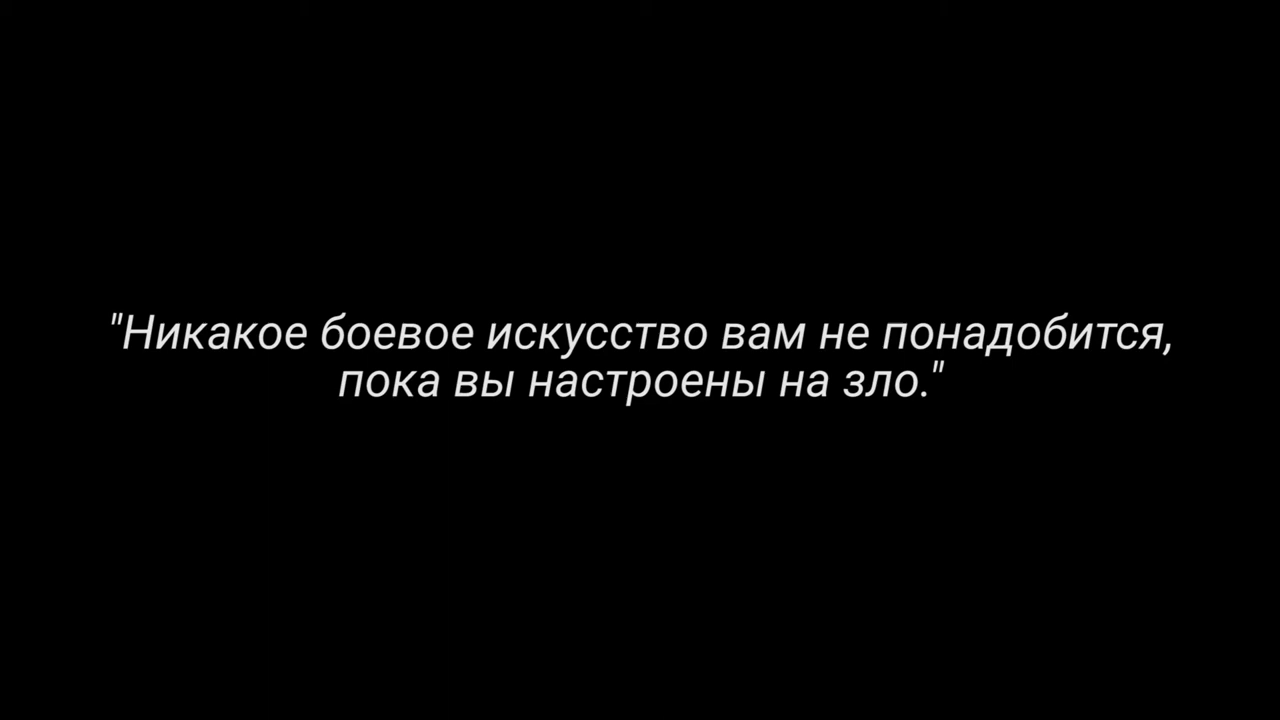 "Никакое боевое искусство вам не понадобится,
пока вы настроены на зло."